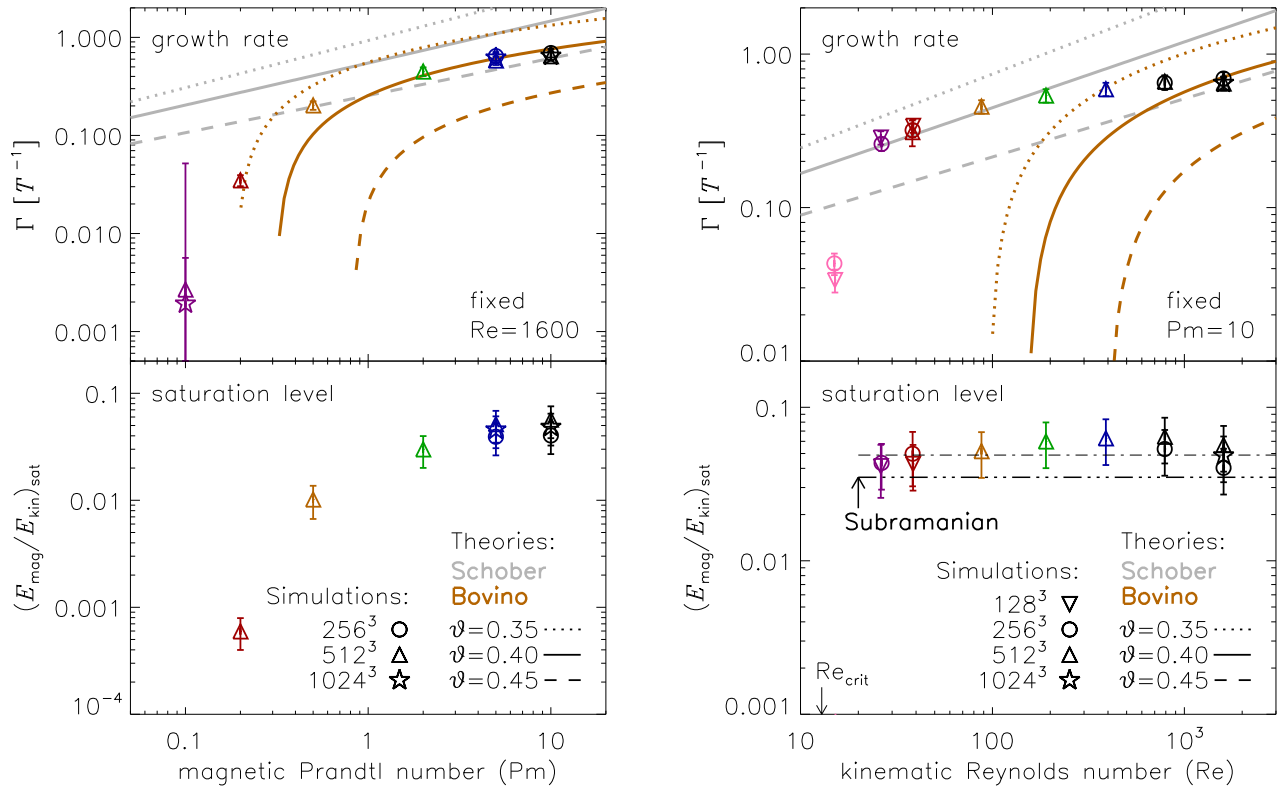 growth rate
1.000
0.100
0.010
0.001
Γ [T⁻¹]
fixed
Re=1600
saturation level
0.1
0.01
0.001
10⁻⁴
(E_mag/E_kin)_sat
Theories:
Schober
Bovino
Simulations:
256³
512³
1024³
ϑ=0.35
ϑ=0.40
ϑ=0.45
0.1
1
10
magnetic Prandtl number (Pm)
growth rate
1.00
0.10
0.01
Γ [T⁻¹]
fixed
Pm=10
saturation level
0.1
0.01
0.001
(E_mag/E_kin)_sat
Subramanian
Theories:
Schober
Bovino
Simulations:
128³
256³
512³
1024³
ϑ=0.35
ϑ=0.40
ϑ=0.45
Re_crit
10
100
10³
kinematic Reynolds number (Re)